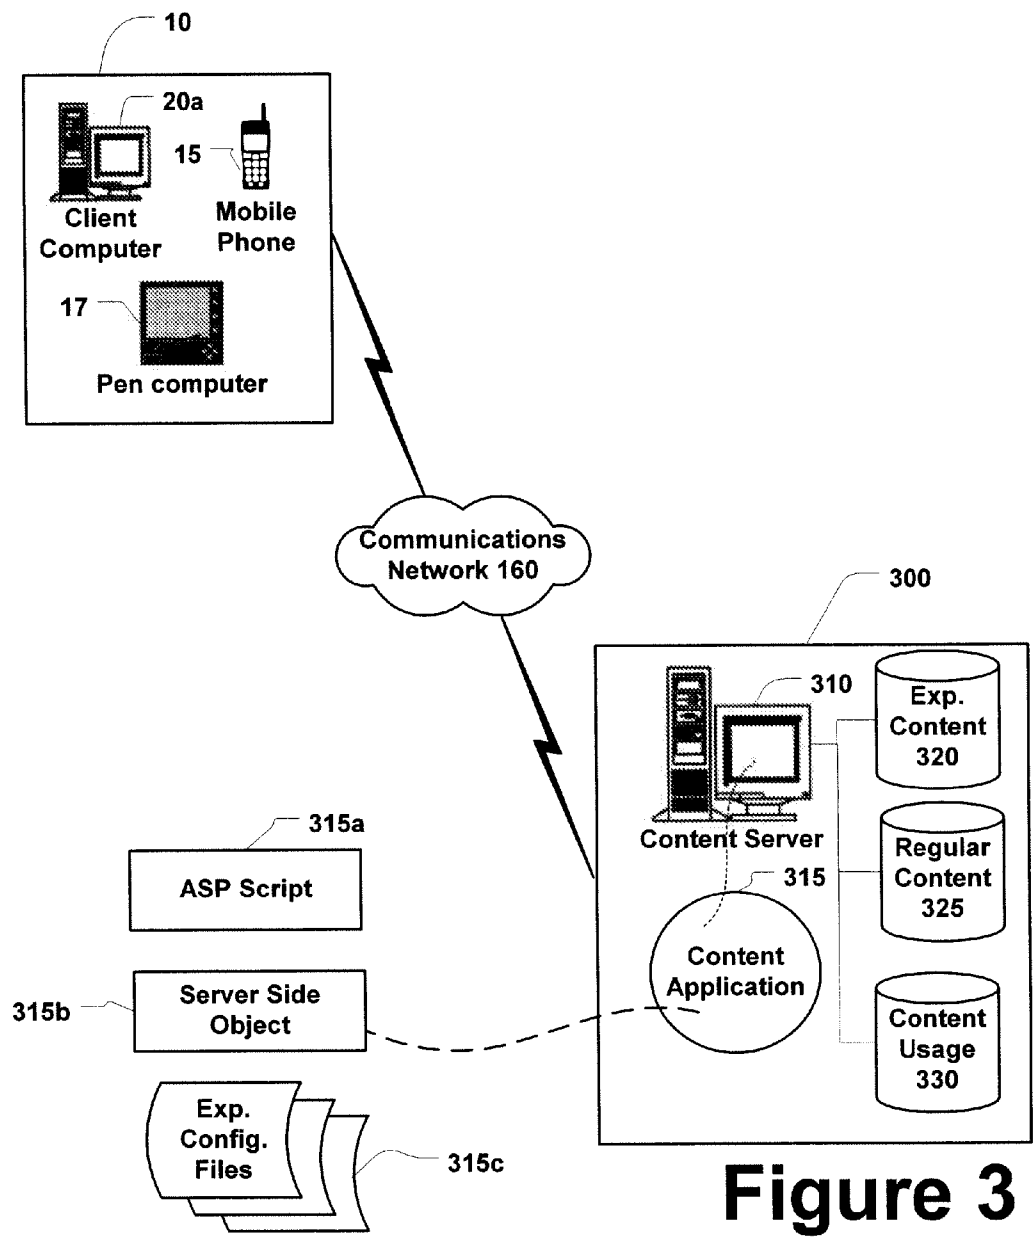 10
20a
15
Client
Computer
Mobile
Phone
17
Pen computer
Communications
Network 160
300
310
Exp.
Content
320
Content Server
315a
ASP Script
315
Regular
Content
325
Content
Application
315b
Server Side
Object
Content
Usage
330
Exp.
Config.
Files
315c
Figure 3